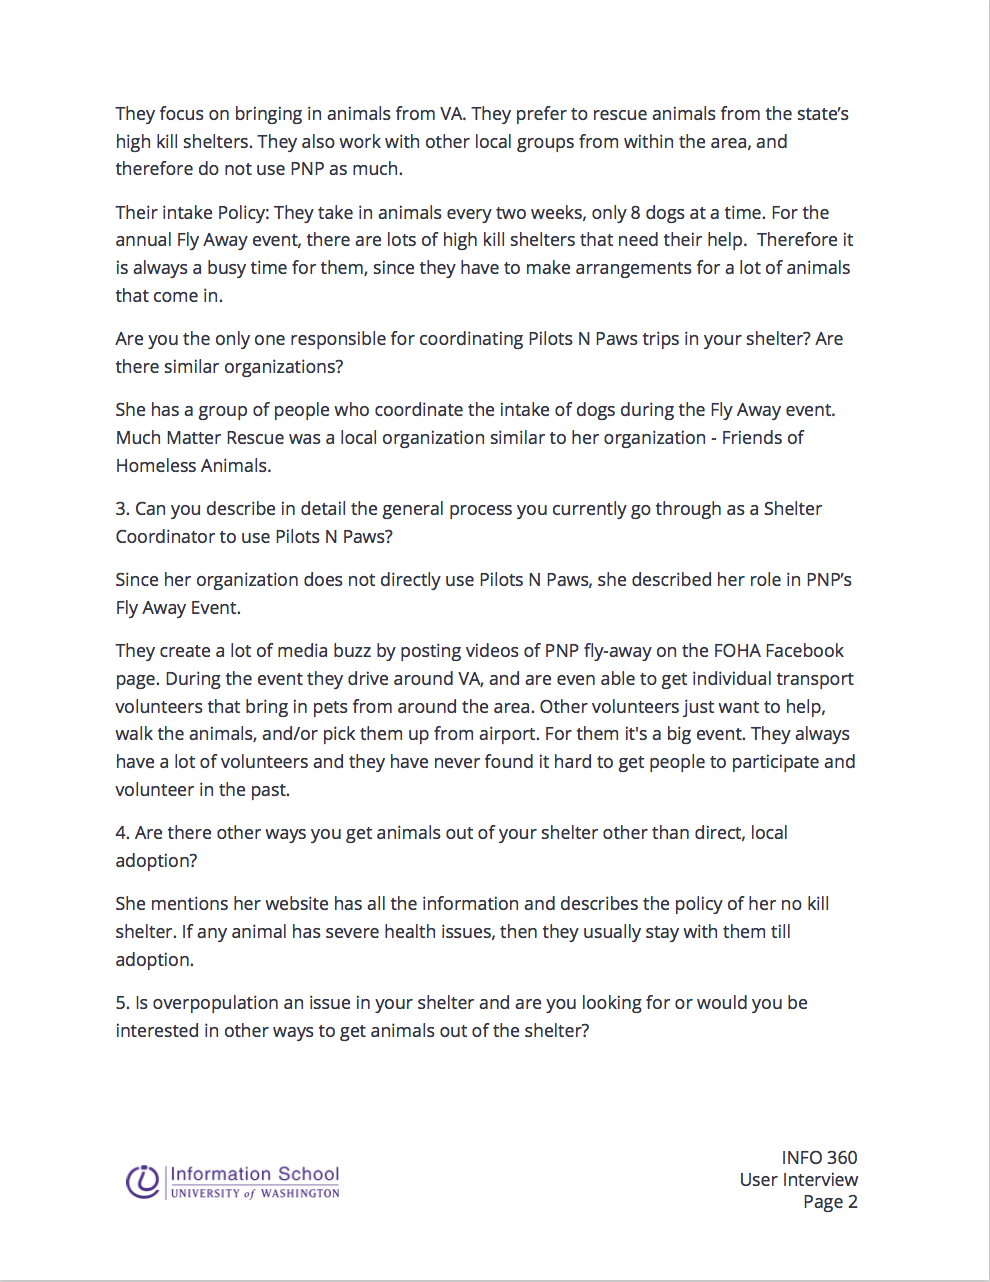 They focus on bringing in animals from VA. They prefer to rescue animals from the state’s
high kill shelters. They also work with other local groups from within the area, and
therefore do not use PNP as much.
Their intake Policy: They take in animals every two weeks, only 8 dogs at a time. For the
annual Fly Away event, there are lots of high kill shelters that need their help.  Therefore it
is always a busy time for them, since they have to make arrangements for a lot of animals
that come in.
Are you the only one responsible for coordinating Pilots N Paws trips in your shelter? Are
there similar organizations?
She has a group of people who coordinate the intake of dogs during the Fly Away event.
Much Matter Rescue was a local organization similar to her organization - Friends of
Homeless Animals.
3. Can you describe in detail the general process you currently go through as a Shelter
Coordinator to use Pilots N Paws?
Since her organization does not directly use Pilots N Paws, she described her role in PNP’s
Fly Away Event.
They create a lot of media buzz by posting videos of PNP fly-away on the FOHA Facebook
page. During the event they drive around VA, and are even able to get individual transport
volunteers that bring in pets from around the area. Other volunteers just want to help,
walk the animals, and/or pick them up from airport. For them it's a big event. They always
have a lot of volunteers and they have never found it hard to get people to participate and
volunteer in the past.
4. Are there other ways you get animals out of your shelter other than direct, local
adoption?
She mentions her website has all the information and describes the policy of her no kill
shelter. If any animal has severe health issues, then they usually stay with them till
adoption.
5. Is overpopulation an issue in your shelter and are you looking for or would you be
interested in other ways to get animals out of the shelter?
Information School
UNIVERSITY of WASHINGTON
INFO 360
User Interview
Page 2